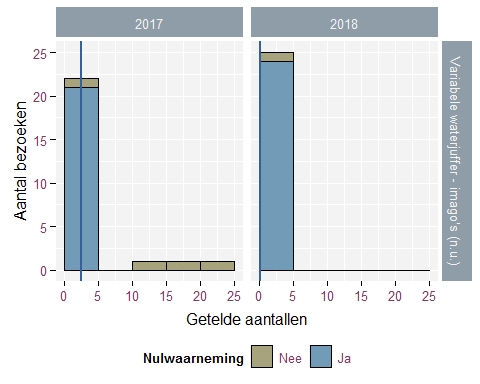 2017
2018
25
20
15
10
5
0
Aantal bezoeken
Variabele waterjuffer - imago's (n.u.)
0 5 10 15 20 25
0 5 10 15 20 25
Getelde aantallen
Nulwaarneming Nee Ja